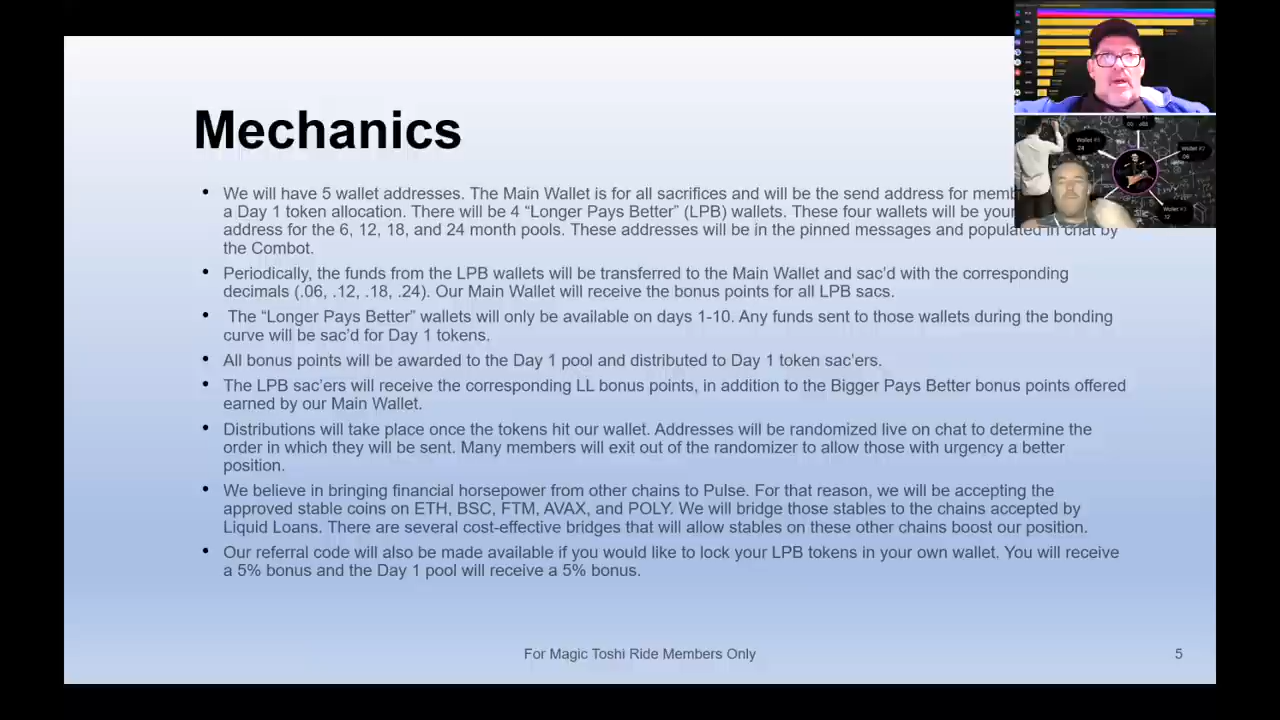 Mechanics
• We will have 5 wallet addresses. The Main Wallet is for all sacrifices and will be the send address for
a Day 1 token allocation. There will be 4 “Longer Pays Better” (LPB) wallets. These four wallets will be your
address for the 6, 12, 18, and 24 month pools. These addresses will be in the pinned messages and populated in chat by
the Combot.
• Periodically, the funds from the LPB wallets will be transferred to the Main Wallet and sac’d with the corresponding
decimals (.06, .12, .18, .24). Our Main Wallet will receive the bonus points for all LPB sacs.
• The “Longer Pays Better” wallets will only be available on days 1-10. Any funds sent to those wallets during the bonding
curve will be sac’d for Day 1 tokens.
• All bonus points will be awarded to the Day 1 pool and distributed to Day 1 token sac’ers.
• The LPB sac’ers will receive the corresponding LL bonus points, in addition to the Bigger Pays Better bonus points offered
earned by our Main Wallet.
• Distributions will take place once the tokens hit our wallet. Addresses will be randomized live on chat to determine the
order in which they will be sent. Many members will exit out of the randomizer to allow those with urgency a better
position.
• We believe in bringing financial horsepower from other chains to Pulse. For that reason, we will be accepting the
approved stable coins on ETH, BSC, FTM, AVAX, and POLY. We will bridge those stables to the chains accepted by
Liquid Loans. There are several cost-effective bridges that will allow stables on these other chains boost our position.
• Our referral code will also be made available if you would like to lock your LPB tokens in your own wallet. You will receive
a 5% bonus and the Day 1 pool will receive a 5% bonus.
For Magic Toshi Ride Members Only
5
.24
.06
.12